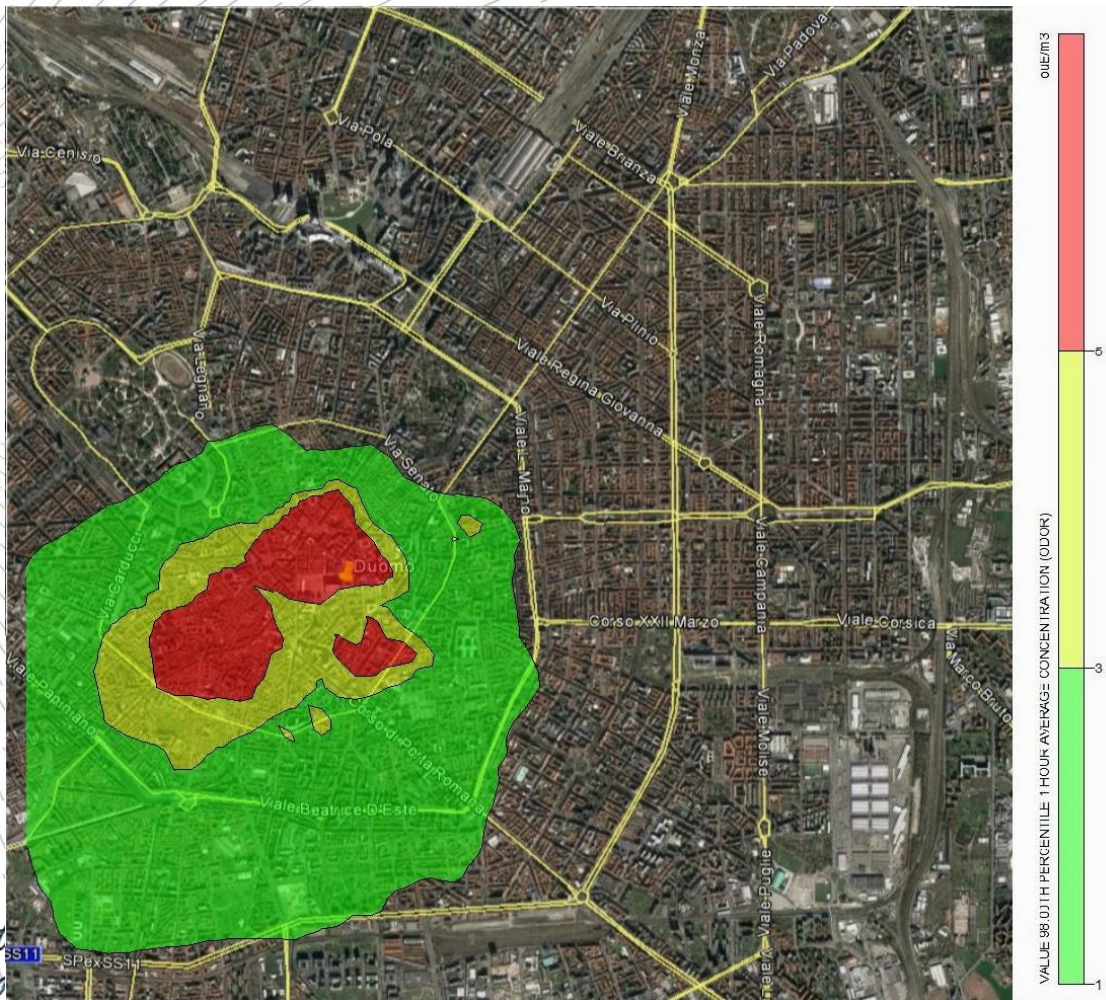 Via Cenisio
Via Pola
Viale Monza
Via Padova
Viale Brianza
Via Plinio
Viale Regina Giovanna
Viale Romagna
Via Legnano
Via Senato
Viale L. Majno
Via Carducci
Duomo
Viale Papiniano
Corso di Porta Romana
Viale Beatrice D'Este
Viale Campania
Corso XXII Marzo
Viale Corsica
Via Marco Bruto
Viale Molise
Viale Puglie
Viale
SS11
SPexSS11
ouE/m3
5
3
1
VALUE 98.00TH PERCENTILE 1 HOUR AVERAGE CONCENTRATION (ODOR)